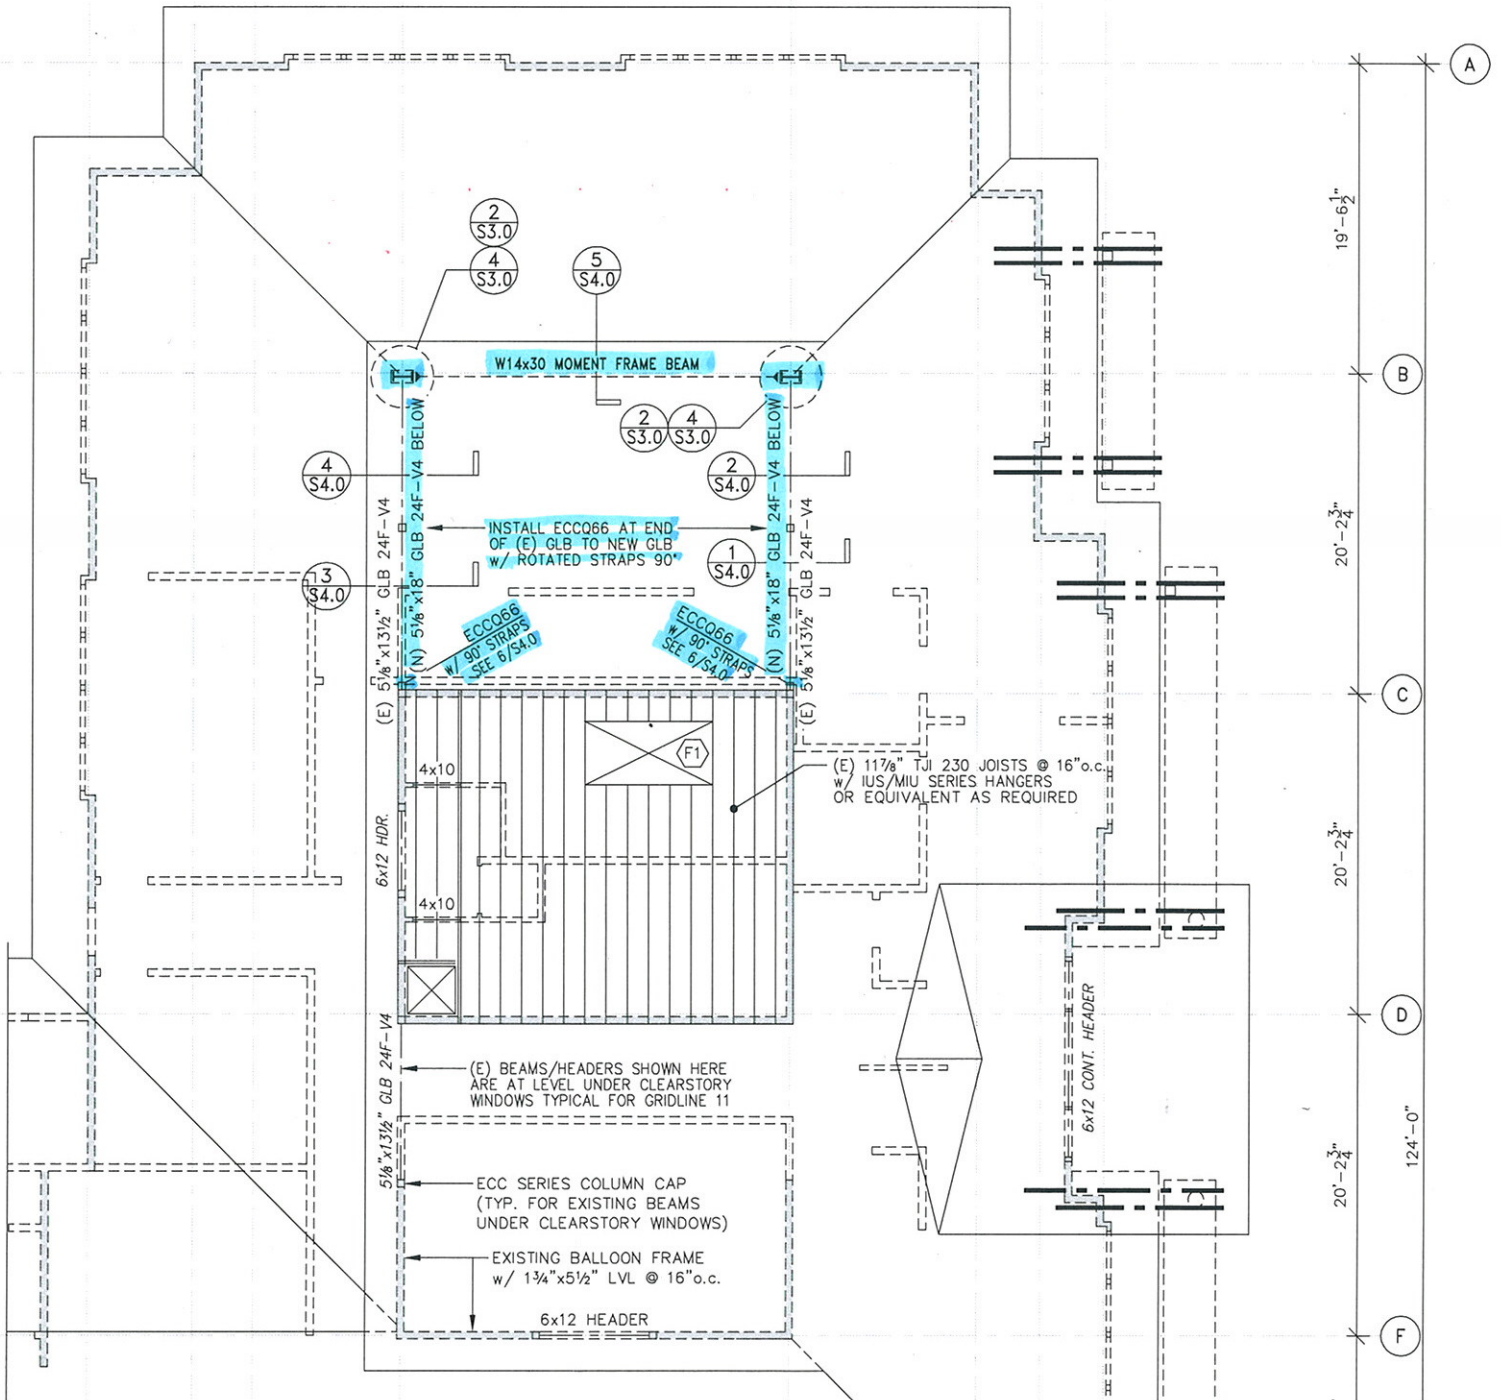 A
19'-6½"
2
S3.0
4
S3.0
5
S4.0
W14x30 MOMENT FRAME BEAM
B
2
S3.0
4
S3.0
4
S4.0
2
S4.0
(N) 5⅛"x18" GLB 24F-V4 BELOW
(N) 5⅛"x18" GLB 24F-V4 BELOW
(E) 5⅛"x13½" GLB 24F-V4
(E) 5⅛"x13½" GLB 24F-V4
INSTALL ECCQ66 AT END
OF (E) GLB TO NEW GLB
w/ ROTATED STRAPS 90°
1
S4.0
3
S4.0
20'-2¾"
ECCQ66
w/ 90° STRAPS
SEE 6/S4.0
ECCQ66
w/ 90° STRAPS
SEE 6/S4.0
C
F1
4x10
(E) 11⅞" TJI 230 JOISTS @ 16"o.c.
w/ IUS/MIU SERIES HANGERS
OR EQUIVALENT AS REQUIRED
6x12 HDR.
20'-2¾"
4x10
D
5⅛"x13½" GLB 24F-V4
6x12 CONT. HEADER
(E) BEAMS/HEADERS SHOWN HERE
ARE AT LEVEL UNDER CLEARSTORY
WINDOWS TYPICAL FOR GRIDLINE 11
124'-0"
20'-2¾"
ECC SERIES COLUMN CAP
(TYP. FOR EXISTING BEAMS
UNDER CLEARSTORY WINDOWS)
EXISTING BALLOON FRAME
w/ 1¾"x5½" LVL @ 16"o.c.
6x12 HEADER
F